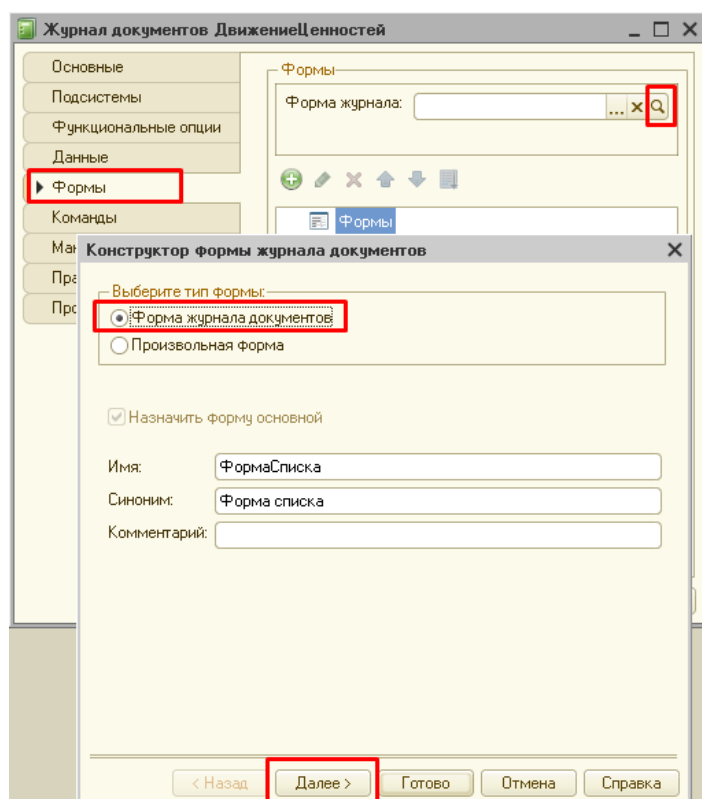 Журнал документов ДвижениеЦенностей
Основные
Подсистемы
Функциональные опции
Данные
Формы
Команды
Формы
Форма журнала:
...
Формы
Конструктор формы журнала документов
Выберите тип формы:
Форма журнала документов
Произвольная форма
Назначить форму основной
Имя: ФормаСписка
Синоним: Форма списка
Комментарий:
< Назад Далее > Готово Отмена Справка